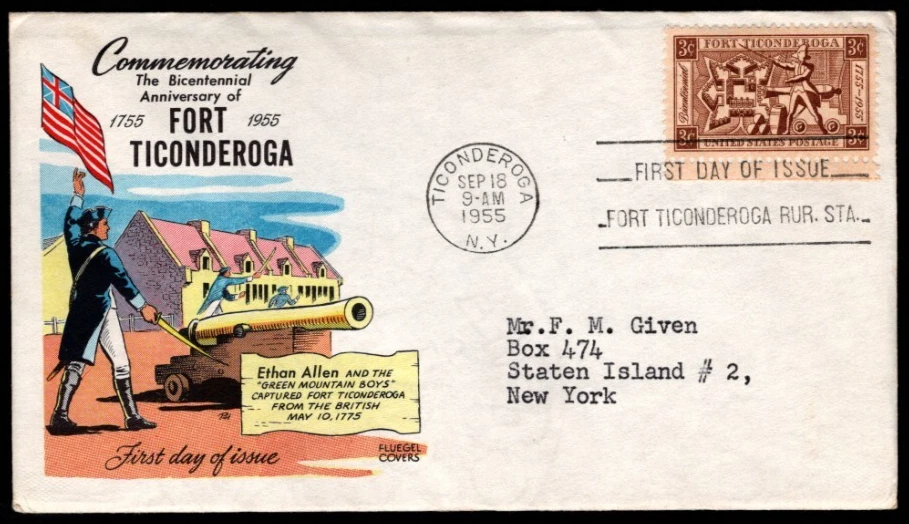 Commemorating
The Bicentennial
Anniversary of
1755 FORT 1955
TICONDEROGA
Ethan Allen AND THE
"GREEN MOUNTAIN BOYS"
CAPTURED FORT TICONDEROGA
FROM THE BRITISH
MAY 10, 1775
First day of issue
FLUEGEL
COVERS
TICONDEROGA
SEP 18
9-AM
1955
N.Y.
3¢ FORT TICONDEROGA 3¢
Bicentennial
1755-1955
3¢ UNITED STATES POSTAGE 3¢
FIRST DAY OF ISSUE
FORT TICONDEROGA RUR. STA.
Mr.F. M. Given
Box 474
Staten Island # 2,
New York